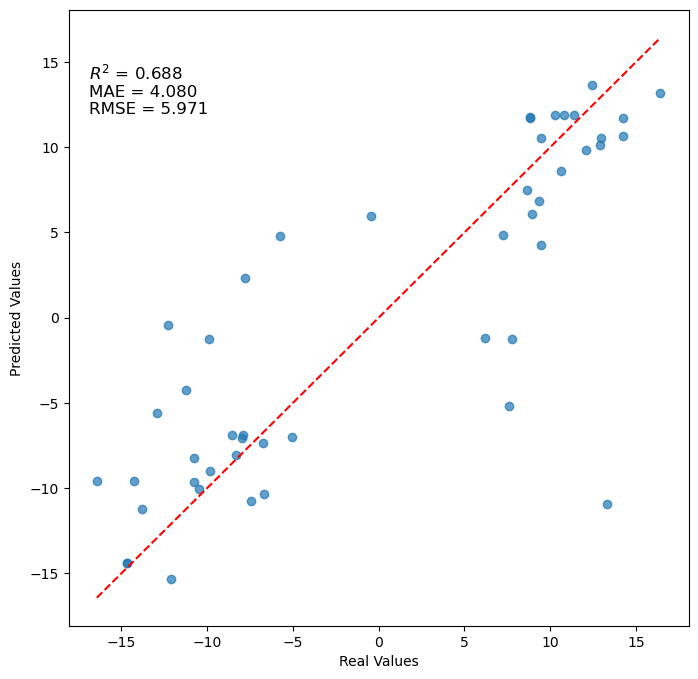 R² = 0.688
MAE = 4.080
RMSE = 5.971
15
10
5
0
−5
−10
−15
Predicted Values
−15 −10 −5 0 5 10 15
Real Values